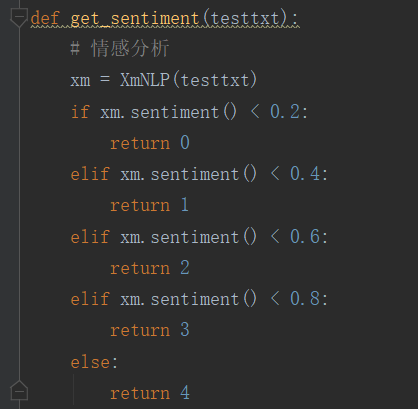 def get_sentiment(testtxt):
    # 情感分析
    xm = XmNLP(testtxt)
    if xm.sentiment() < 0.2:
        return 0
    elif xm.sentiment() < 0.4:
        return 1
    elif xm.sentiment() < 0.6:
        return 2
    elif xm.sentiment() < 0.8:
        return 3
    else:
        return 4